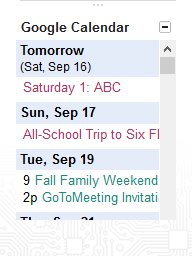 Google Calendar
Tomorrow
(Sat, Sep 16)
Saturday 1: ABC
Sun, Sep 17
All-School Trip to Six Fl
Tue, Sep 19
9 Fall Family Weekend
2p GoToMeeting Invitati